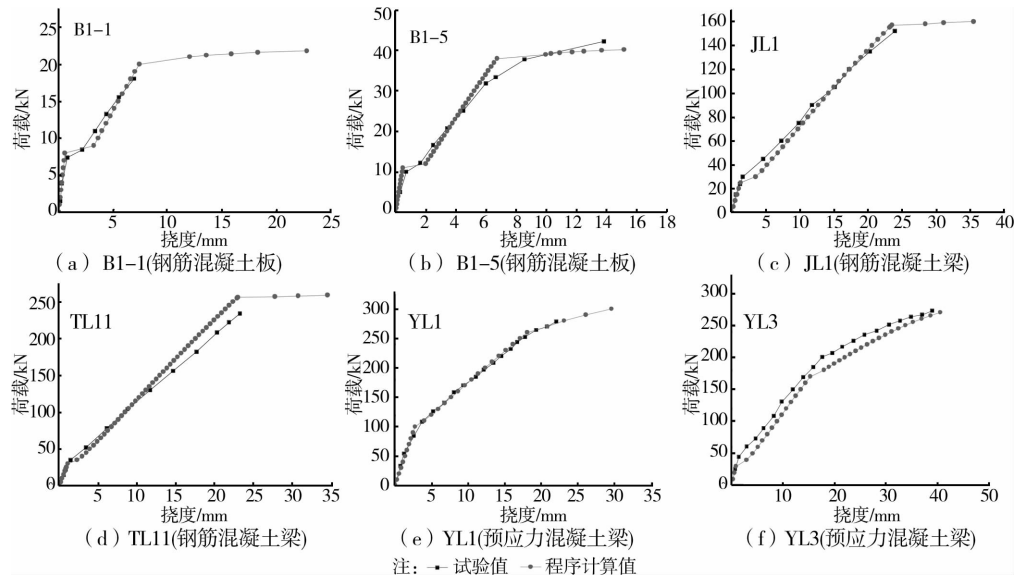 B1-1
荷载/kN
25
20
15
10
5
0
5 10 15 20 25
挠度/mm
(a) B1-1(钢筋混凝土板)
B1-5
荷载/kN
50
40
30
20
10
0
2 4 6 8 10 12 14 16 18
挠度/mm
(b) B1-5(钢筋混凝土板)
JL1
荷载/kN
160
140
120
100
80
60
40
20
0
5 10 15 20 25 30 35 40
挠度/mm
(c) JL1(钢筋混凝土梁)
TL11
荷载/kN
250
200
150
100
50
0
5 10 15 20 25 30 35
挠度/mm
(d) TL11(钢筋混凝土梁)
YL1
荷载/kN
300
250
200
150
100
50
0
5 10 15 20 25 30 35
挠度/mm
(e) YL1(预应力混凝土梁)
YL3
荷载/kN
300
250
200
150
100
50
0
10 20 30 40 50
挠度/mm
(f) YL3(预应力混凝土梁)
注: 试验值 程序计算值